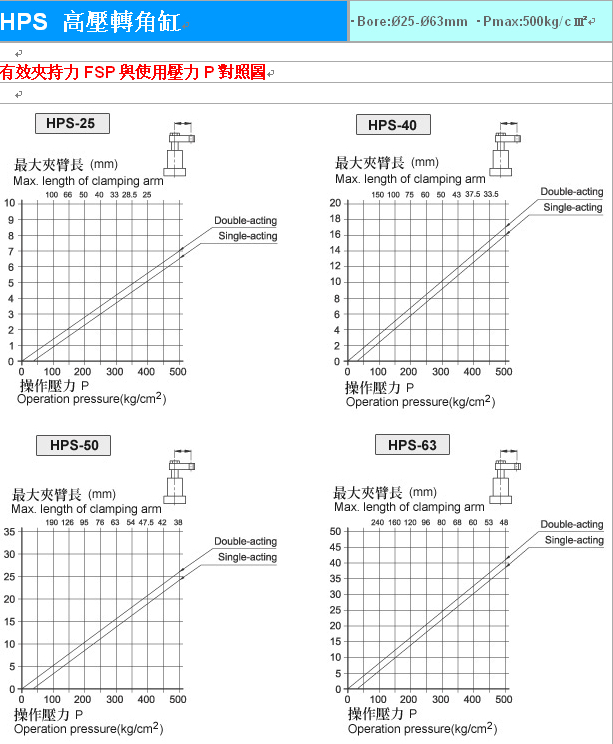 HPS 高壓轉角缸
‧Bore:Ø25-Ø63mm ‧Pmax:500kg/c㎡
有效夾持力 FSP 與使用壓力 P 對照圖
HPS-25
最大夾臂長 (mm)
Max. length of clamping arm
100 66 50 40 33 28.5 25
10
9
8
7
6
5
4
3
2
1
0
Double-acting
Single-acting
0 100 200 300 400 500
操作壓力 P
Operation pressure(kg/cm2)
HPS-40
最大夾臂長 (mm)
Max. length of clamping arm
150 100 75 60 50 43 37.5 33.5
20
18
16
14
12
10
8
6
4
2
0
Double-acting
Single-acting
0 100 200 300 400 500
操作壓力 P
Operation pressure(kg/cm2)
HPS-50
最大夾臂長 (mm)
Max. length of clamping arm
190 126 95 76 63 54 47.5 42 38
35
30
25
20
15
10
5
0
Double-acting
Single-acting
0 100 200 300 400 500
操作壓力 P
Operation pressure(kg/cm2)
HPS-63
最大夾臂長 (mm)
Max. length of clamping arm
240 160 120 96 80 68 60 53 48
50
45
40
35
30
25
20
15
10
5
0
Double-acting
Single-acting
0 100 200 300 400 500
操作壓力 P
Operation pressure(kg/cm2)